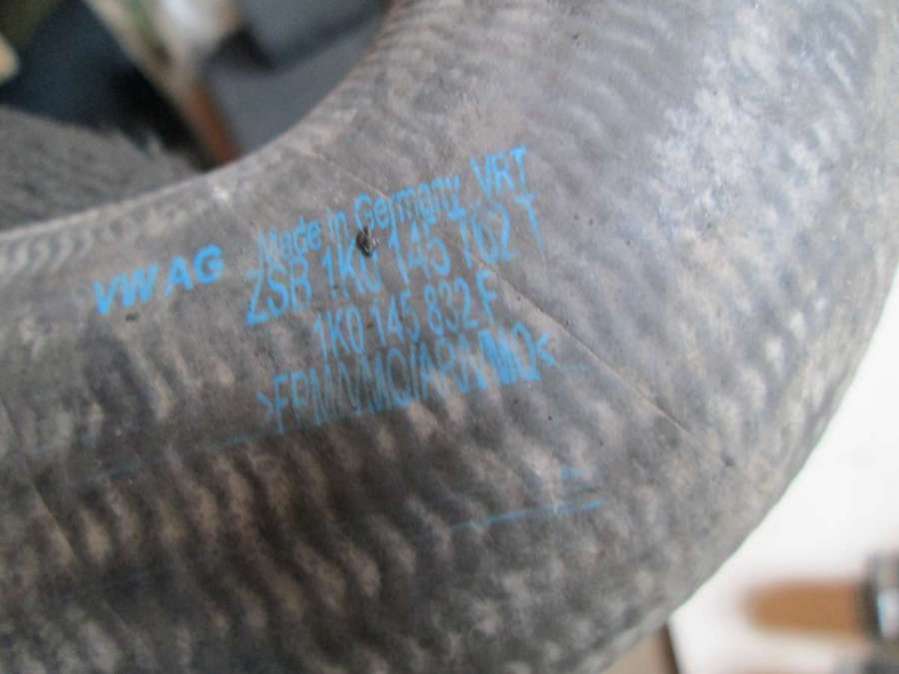 VW AG
Made in Germany VRT
ZSB 1K0 145 762 T
1K0 145 832 F